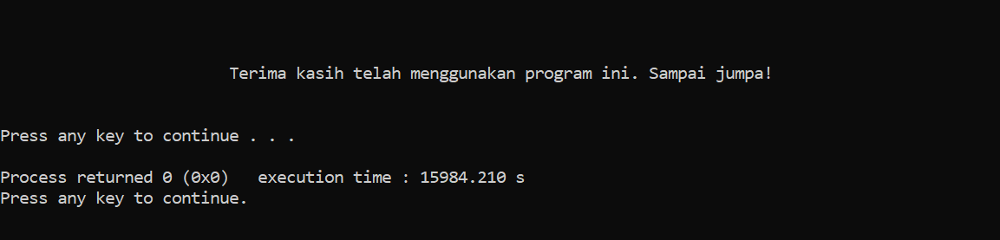 Terima kasih telah menggunakan program ini. Sampai jumpa!
Press any key to continue . . .
Process returned 0 (0x0)   execution time : 15984.210 s
Press any key to continue.